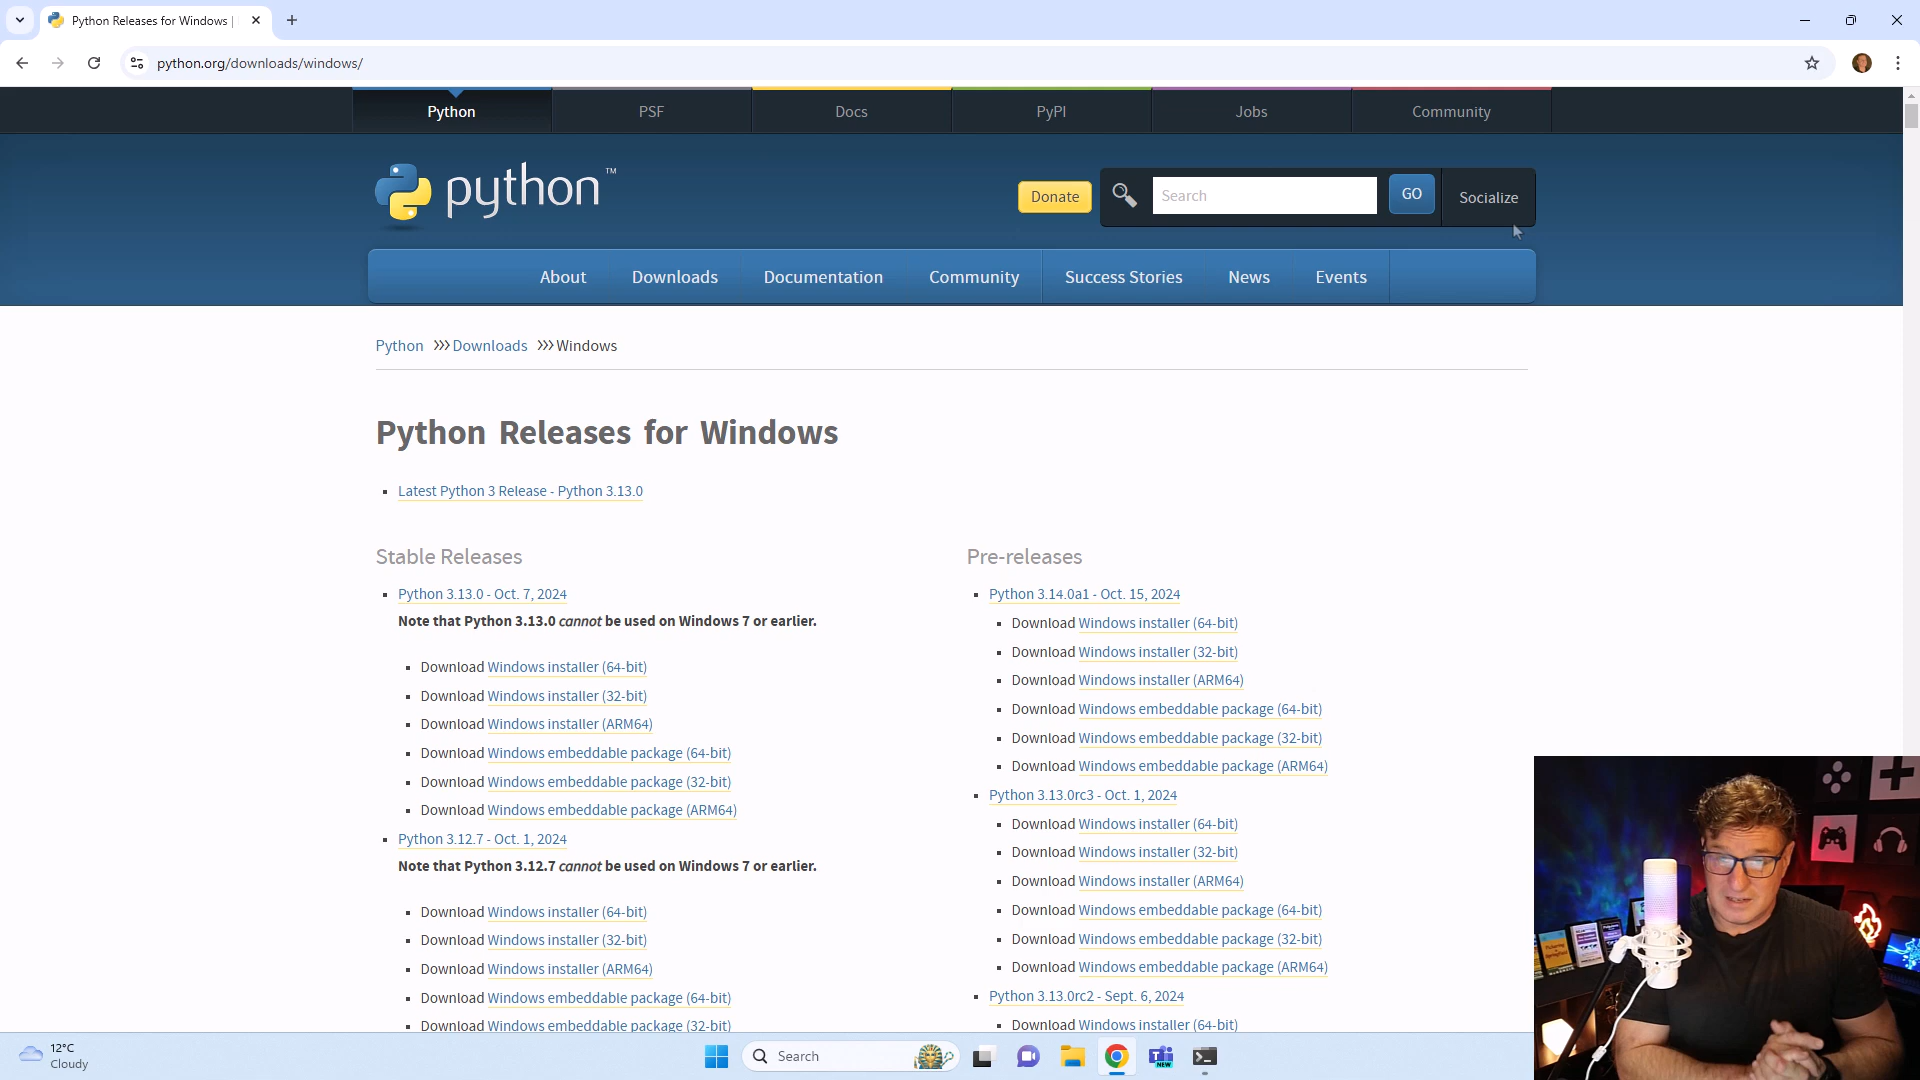 Python Releases for Windows |
python.org/downloads/windows/
Python
PSF
Docs
PyPI
Jobs
Community
python™
Donate
Search
GO
Socialize
About
Downloads
Documentation
Community
Success Stories
News
Events
Python >>> Downloads >>> Windows
Python Releases for Windows
Latest Python 3 Release - Python 3.13.0
Stable Releases
Python 3.13.0 - Oct. 7, 2024
Note that Python 3.13.0 cannot be used on Windows 7 or earlier.
Download Windows installer (64-bit)
Download Windows installer (32-bit)
Download Windows installer (ARM64)
Download Windows embeddable package (64-bit)
Download Windows embeddable package (32-bit)
Download Windows embeddable package (ARM64)
Python 3.12.7 - Oct. 1, 2024
Note that Python 3.12.7 cannot be used on Windows 7 or earlier.
Download Windows installer (64-bit)
Download Windows installer (32-bit)
Download Windows installer (ARM64)
Download Windows embeddable package (64-bit)
Download Windows embeddable package (32-bit)
Pre-releases
Python 3.14.0a1 - Oct. 15, 2024
Download Windows installer (64-bit)
Download Windows installer (32-bit)
Download Windows installer (ARM64)
Download Windows embeddable package (64-bit)
Download Windows embeddable package (32-bit)
Download Windows embeddable package (ARM64)
Python 3.13.0rc3 - Oct. 1, 2024
Download Windows installer (64-bit)
Download Windows installer (32-bit)
Download Windows installer (ARM64)
Download Windows embeddable package (64-bit)
Download Windows embeddable package (32-bit)
Download Windows embeddable package (ARM64)
Python 3.13.0rc2 - Sept. 6, 2024
Download Windows installer (64-bit)
12°C
Cloudy
Search
NEW